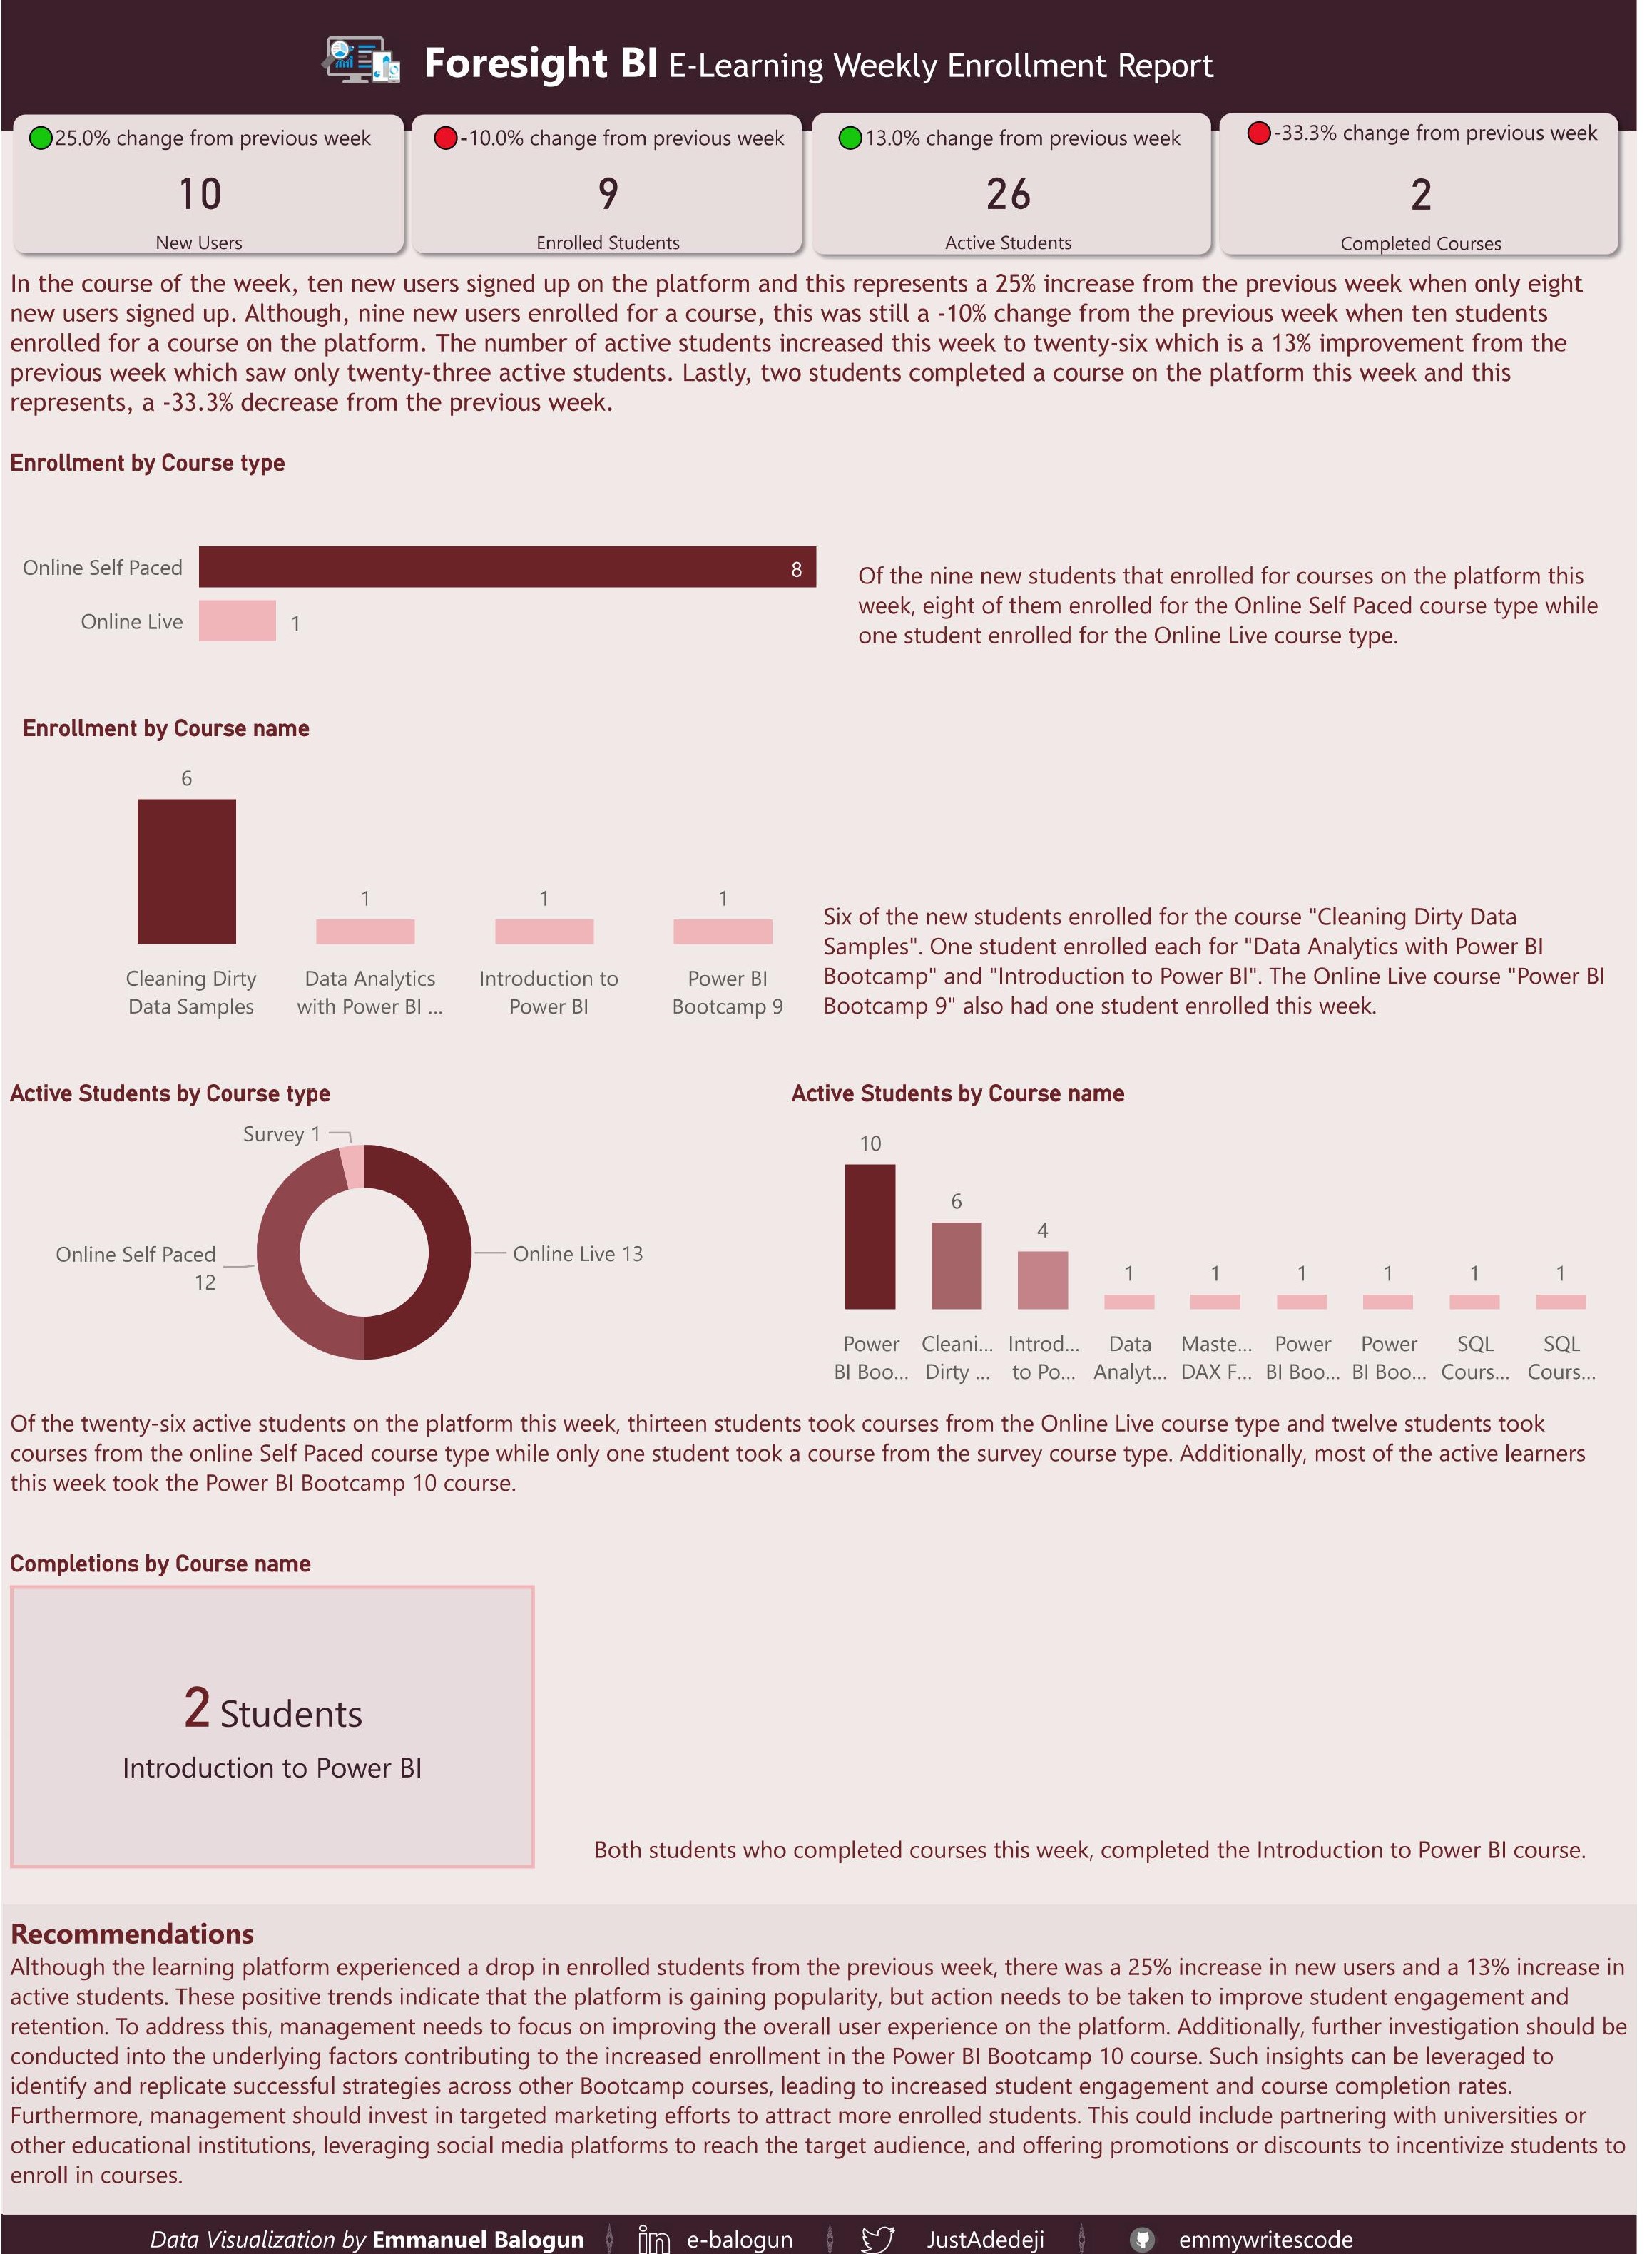 Foresight BI E-Learning Weekly Enrollment Report
25.0% change from previous week
10
New Users
-10.0% change from previous week
9
Enrolled Students
13.0% change from previous week
26
Active Students
-33.3% change from previous week
2
Completed Courses
In the course of the week, ten new users signed up on the platform and this represents a 25% increase from the previous week when only eight
new users signed up. Although, nine new users enrolled for a course, this was still a -10% change from the previous week when ten students
enrolled for a course on the platform. The number of active students increased this week to twenty-six which is a 13% improvement from the
previous week which saw only twenty-three active students. Lastly, two students completed a course on the platform this week and this
represents, a -33.3% decrease from the previous week.
Enrollment by Course type
Online Self Paced
8
Online Live
1
Of the nine new students that enrolled for courses on the platform this
week, eight of them enrolled for the Online Self Paced course type while
one student enrolled for the Online Live course type.
Enrollment by Course name
6
1
1
1
Cleaning Dirty
Data Samples
Data Analytics
with Power BI ...
Introduction to
Power BI
Power BI
Bootcamp 9
Six of the new students enrolled for the course "Cleaning Dirty Data
Samples". One student enrolled each for "Data Analytics with Power BI
Bootcamp" and "Introduction to Power BI". The Online Live course "Power BI
Bootcamp 9" also had one student enrolled this week.
Active Students by Course type
Survey 1
Online Self Paced
12
Online Live 13
Active Students by Course name
10
6
4
1
1
1
1
1
1
Power
BI Boo...
Cleani...
Dirty ...
Introd...
to Po...
Data
Analyt...
Maste...
DAX F...
Power
BI Boo...
Power
BI Boo...
SQL
Cours...
SQL
Cours...
Of the twenty-six active students on the platform this week, thirteen students took courses from the Online Live course type and twelve students took
courses from the online Self Paced course type while only one student took a course from the survey course type. Additionally, most of the active learners
this week took the Power BI Bootcamp 10 course.
Completions by Course name
2 Students
Introduction to Power BI
Both students who completed courses this week, completed the Introduction to Power BI course.
Recommendations
Although the learning platform experienced a drop in enrolled students from the previous week, there was a 25% increase in new users and a 13% increase in
active students. These positive trends indicate that the platform is gaining popularity, but action needs to be taken to improve student engagement and
retention. To address this, management needs to focus on improving the overall user experience on the platform. Additionally, further investigation should be
conducted into the underlying factors contributing to the increased enrollment in the Power BI Bootcamp 10 course. Such insights can be leveraged to
identify and replicate successful strategies across other Bootcamp courses, leading to increased student engagement and course completion rates.
Furthermore, management should invest in targeted marketing efforts to attract more enrolled students. This could include partnering with universities or
other educational institutions, leveraging social media platforms to reach the target audience, and offering promotions or discounts to incentivize students to
enroll in courses.
Data Visualization by Emmanuel Balogun in e-balogun JustAdedeji emmywritescode